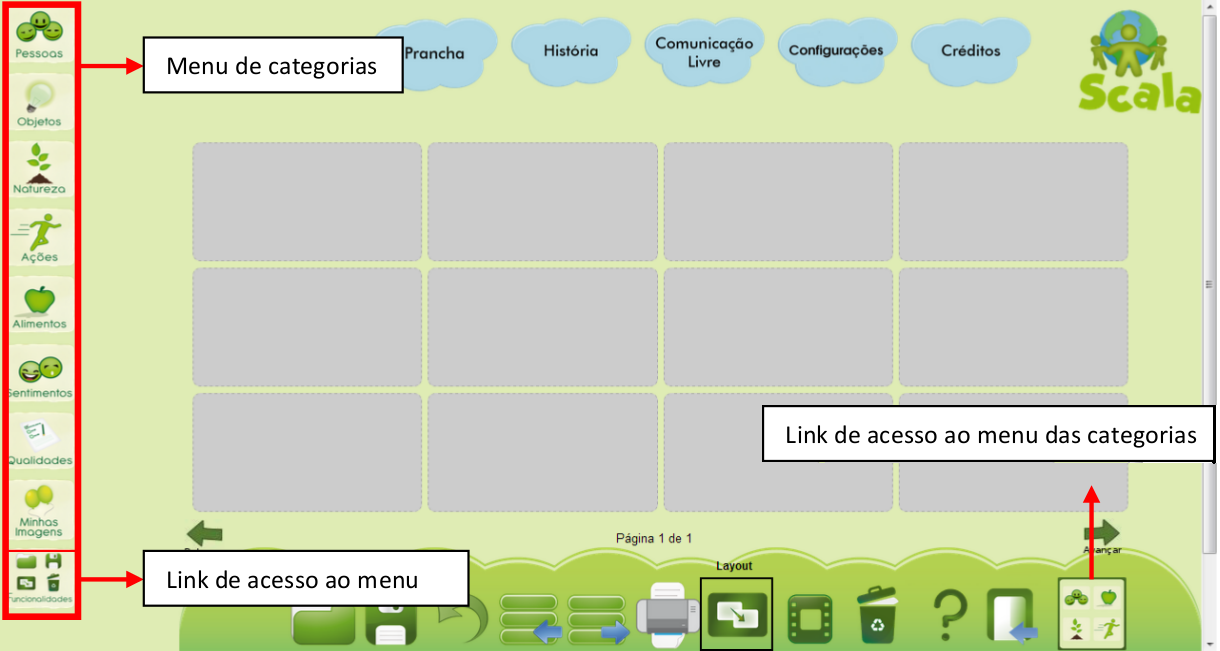 Pessoas
Objetos
Natureza
Ações
Alimentos
Sentimentos
Qualidades
Minhas
Imagens
Funcionalidades
Menu de categorias
Prancha
História
Comunicação
Livre
Configurações
Créditos
Scala
Link de acesso ao menu das categorias
Página 1 de 1
Avançar
Link de acesso ao menu
Layout